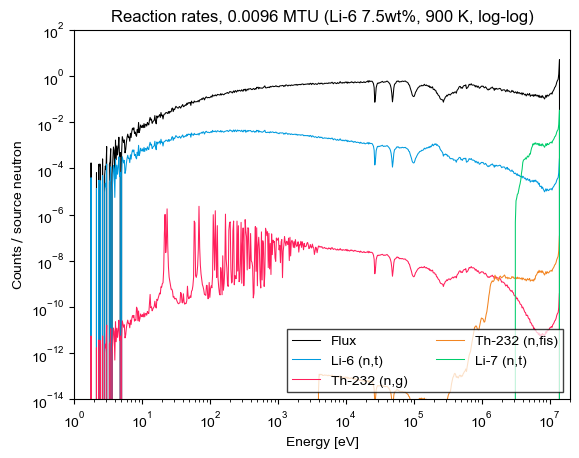 Reaction rates, 0.0096 MTU (Li-6 7.5wt%, 900 K, log-log)
Counts / source neutron
10^2
10^0
10^-2
10^-4
10^-6
10^-8
10^-10
10^-12
10^-14
Flux
Li-6 (n,t)
Th-232 (n,g)
Th-232 (n,fis)
Li-7 (n,t)
10^0 10^1 10^2 10^3 10^4 10^5 10^6 10^7
Energy [eV]